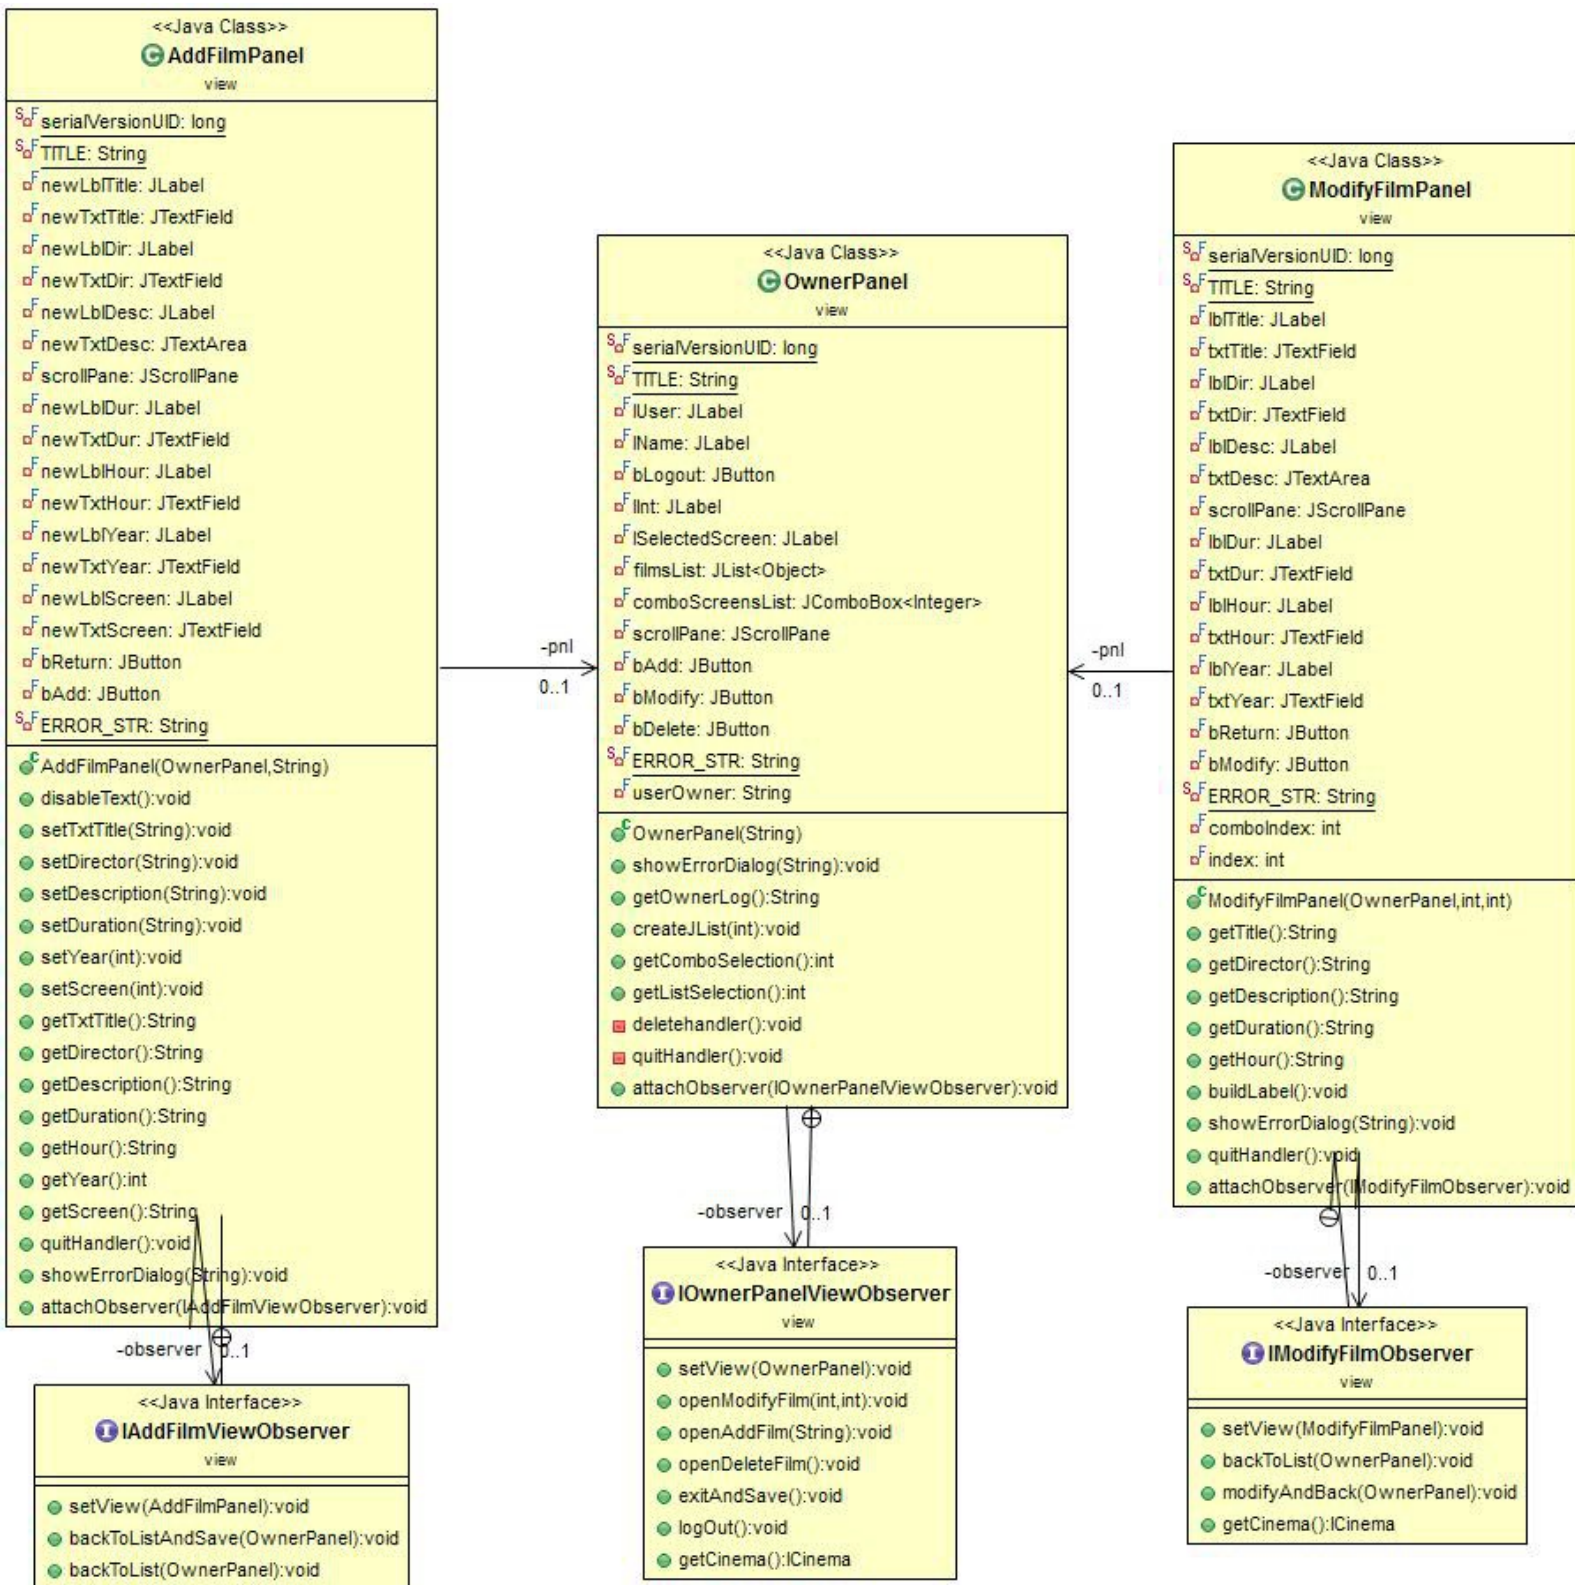 <<Java Class>>
AddFilmPanel
view
serialVersionUID: long
TITLE: String
newLblTitle: JLabel
newTxtTitle: JTextField
newLblDir: JLabel
newTxtDir: JTextField
newLblDesc: JLabel
newTxtDesc: JTextArea
scrollPane: JScrollPane
newLblDur: JLabel
newTxtDur: JTextField
newLblHour: JLabel
newTxtHour: JTextField
newLblYear: JLabel
newTxtYear: JTextField
newLblScreen: JLabel
newTxtScreen: JTextField
bReturn: JButton
bAdd: JButton
ERROR_STR: String
AddFilmPanel(OwnerPanel,String)
disableText():void
setTxtTitle(String):void
setDirector(String):void
setDescription(String):void
setDuration(String):void
setYear(int):void
setScreen(int):void
getTxtTitle():String
getDirector():String
getDescription():String
getDuration():String
getHour():String
getYear():int
getScreen():String
quitHandler():void
showErrorDialog(String):void
attachObserver(IAddFilmViewObserver):void
-observer
0..1
<<Java Interface>>
IAddFilmViewObserver
view
setView(AddFilmPanel):void
backToListAndSave(OwnerPanel):void
backToList(OwnerPanel):void
-pnl
0..1
<<Java Class>>
OwnerPanel
view
serialVersionUID: long
TITLE: String
lUser: JLabel
lName: JLabel
bLogout: JButton
lInt: JLabel
lSelectedScreen: JLabel
filmsList: JList<Object>
comboScreensList: JComboBox<Integer>
scrollPane: JScrollPane
bAdd: JButton
bModify: JButton
bDelete: JButton
ERROR_STR: String
userOwner: String
OwnerPanel(String)
showErrorDialog(String):void
getOwnerLog():String
createJList(int):void
getComboSelection():int
getListSelection():int
deletehandler():void
quitHandler():void
attachObserver(IOwnerPanelViewObserver):void
-observer
0..1
<<Java Interface>>
IOwnerPanelViewObserver
view
setView(OwnerPanel):void
openModifyFilm(int,int):void
openAddFilm(String):void
openDeleteFilm():void
exitAndSave():void
logOut():void
getCinema():ICinema
-pnl
0..1
<<Java Class>>
ModifyFilmPanel
view
serialVersionUID: long
TITLE: String
lblTitle: JLabel
txtTitle: JTextField
lblDir: JLabel
txtDir: JTextField
lblDesc: JLabel
txtDesc: JTextArea
scrollPane: JScrollPane
lblDur: JLabel
txtDur: JTextField
lblHour: JLabel
txtHour: JTextField
lblYear: JLabel
txtYear: JTextField
bReturn: JButton
bModify: JButton
ERROR_STR: String
comboIndex: int
index: int
ModifyFilmPanel(OwnerPanel,int,int)
getTitle():String
getDirector():String
getDescription():String
getDuration():String
getHour():String
buildLabel():void
showErrorDialog(String):void
quitHandler():void
attachObserver(IModifyFilmObserver):void
-observer
0..1
<<Java Interface>>
IModifyFilmObserver
view
setView(ModifyFilmPanel):void
backToList(OwnerPanel):void
modifyAndBack(OwnerPanel):void
getCinema():ICinema